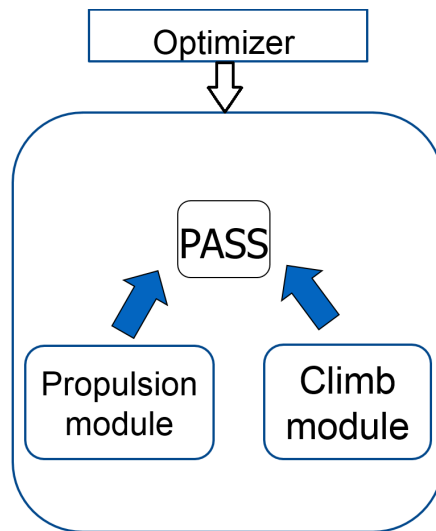 Optimizer
PASS
Propulsion
module
Climb
module